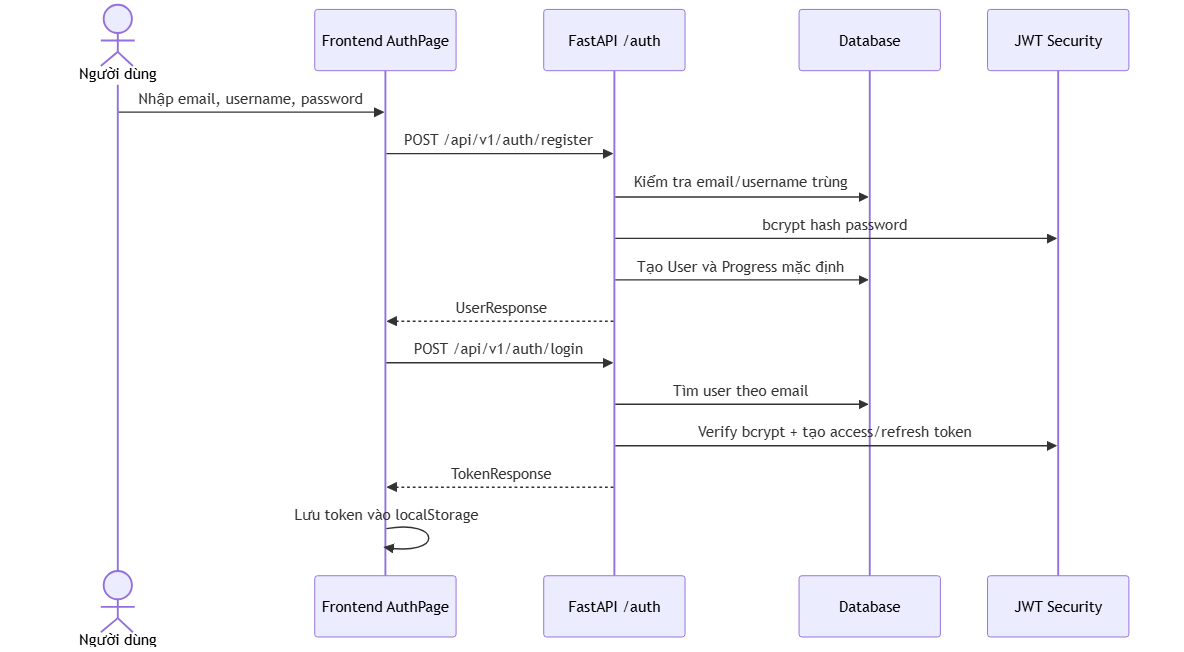 Người dùng
Frontend AuthPage
FastAPI /auth
Database
JWT Security
Nhập email, username, password
POST /api/v1/auth/register
Kiểm tra email/username trùng
bcrypt hash password
Tạo User và Progress mặc định
UserResponse
POST /api/v1/auth/login
Tìm user theo email
Verify bcrypt + tạo access/refresh token
TokenResponse
Lưu token vào localStorage
Người dùng
Frontend AuthPage
FastAPI /auth
Database
JWT Security